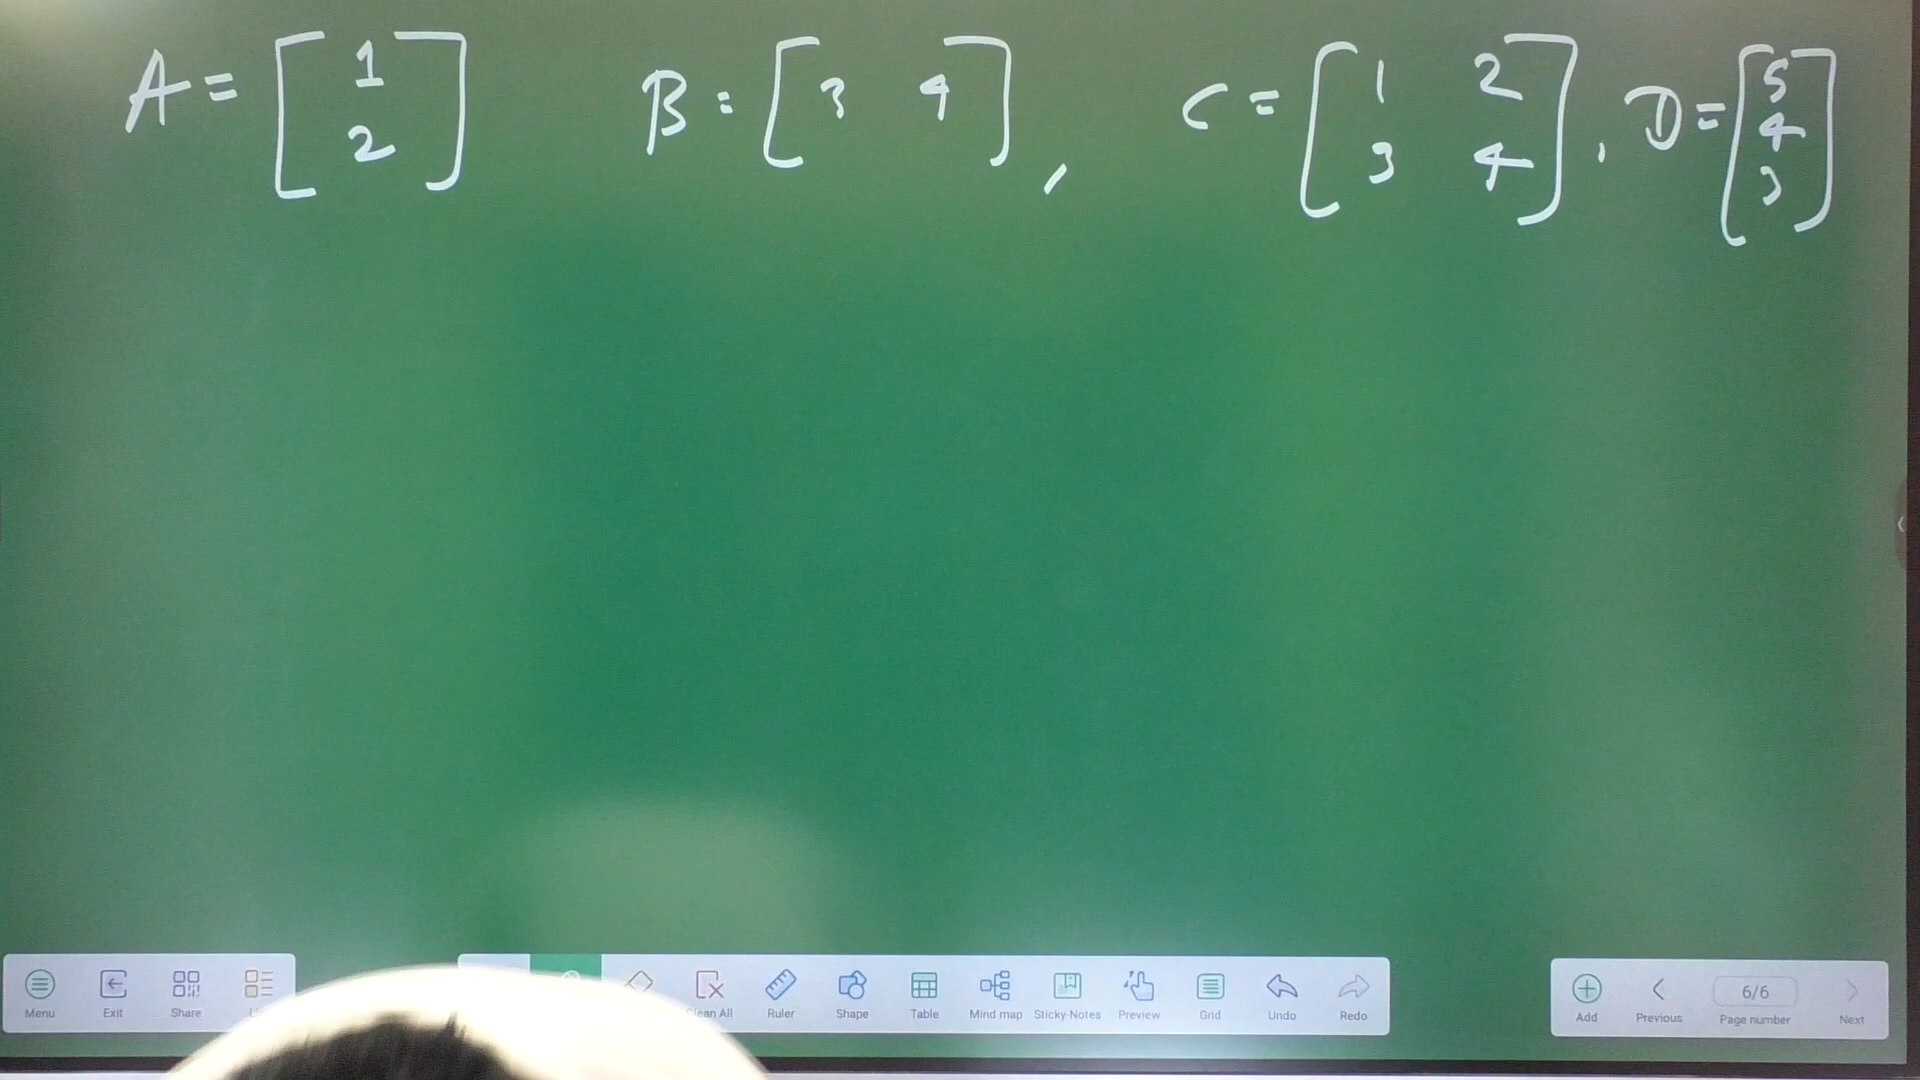 A = [ 1 2 ] B = [ 3 4 ] , C = [ 1 2 3 4 ] , D = [ 5 4 3 ]
Menu Exit Share Clean All Ruler Shape Table Mind map Sticky Notes Preview Grid Undo Redo Add Previous 6/6 Page number Next